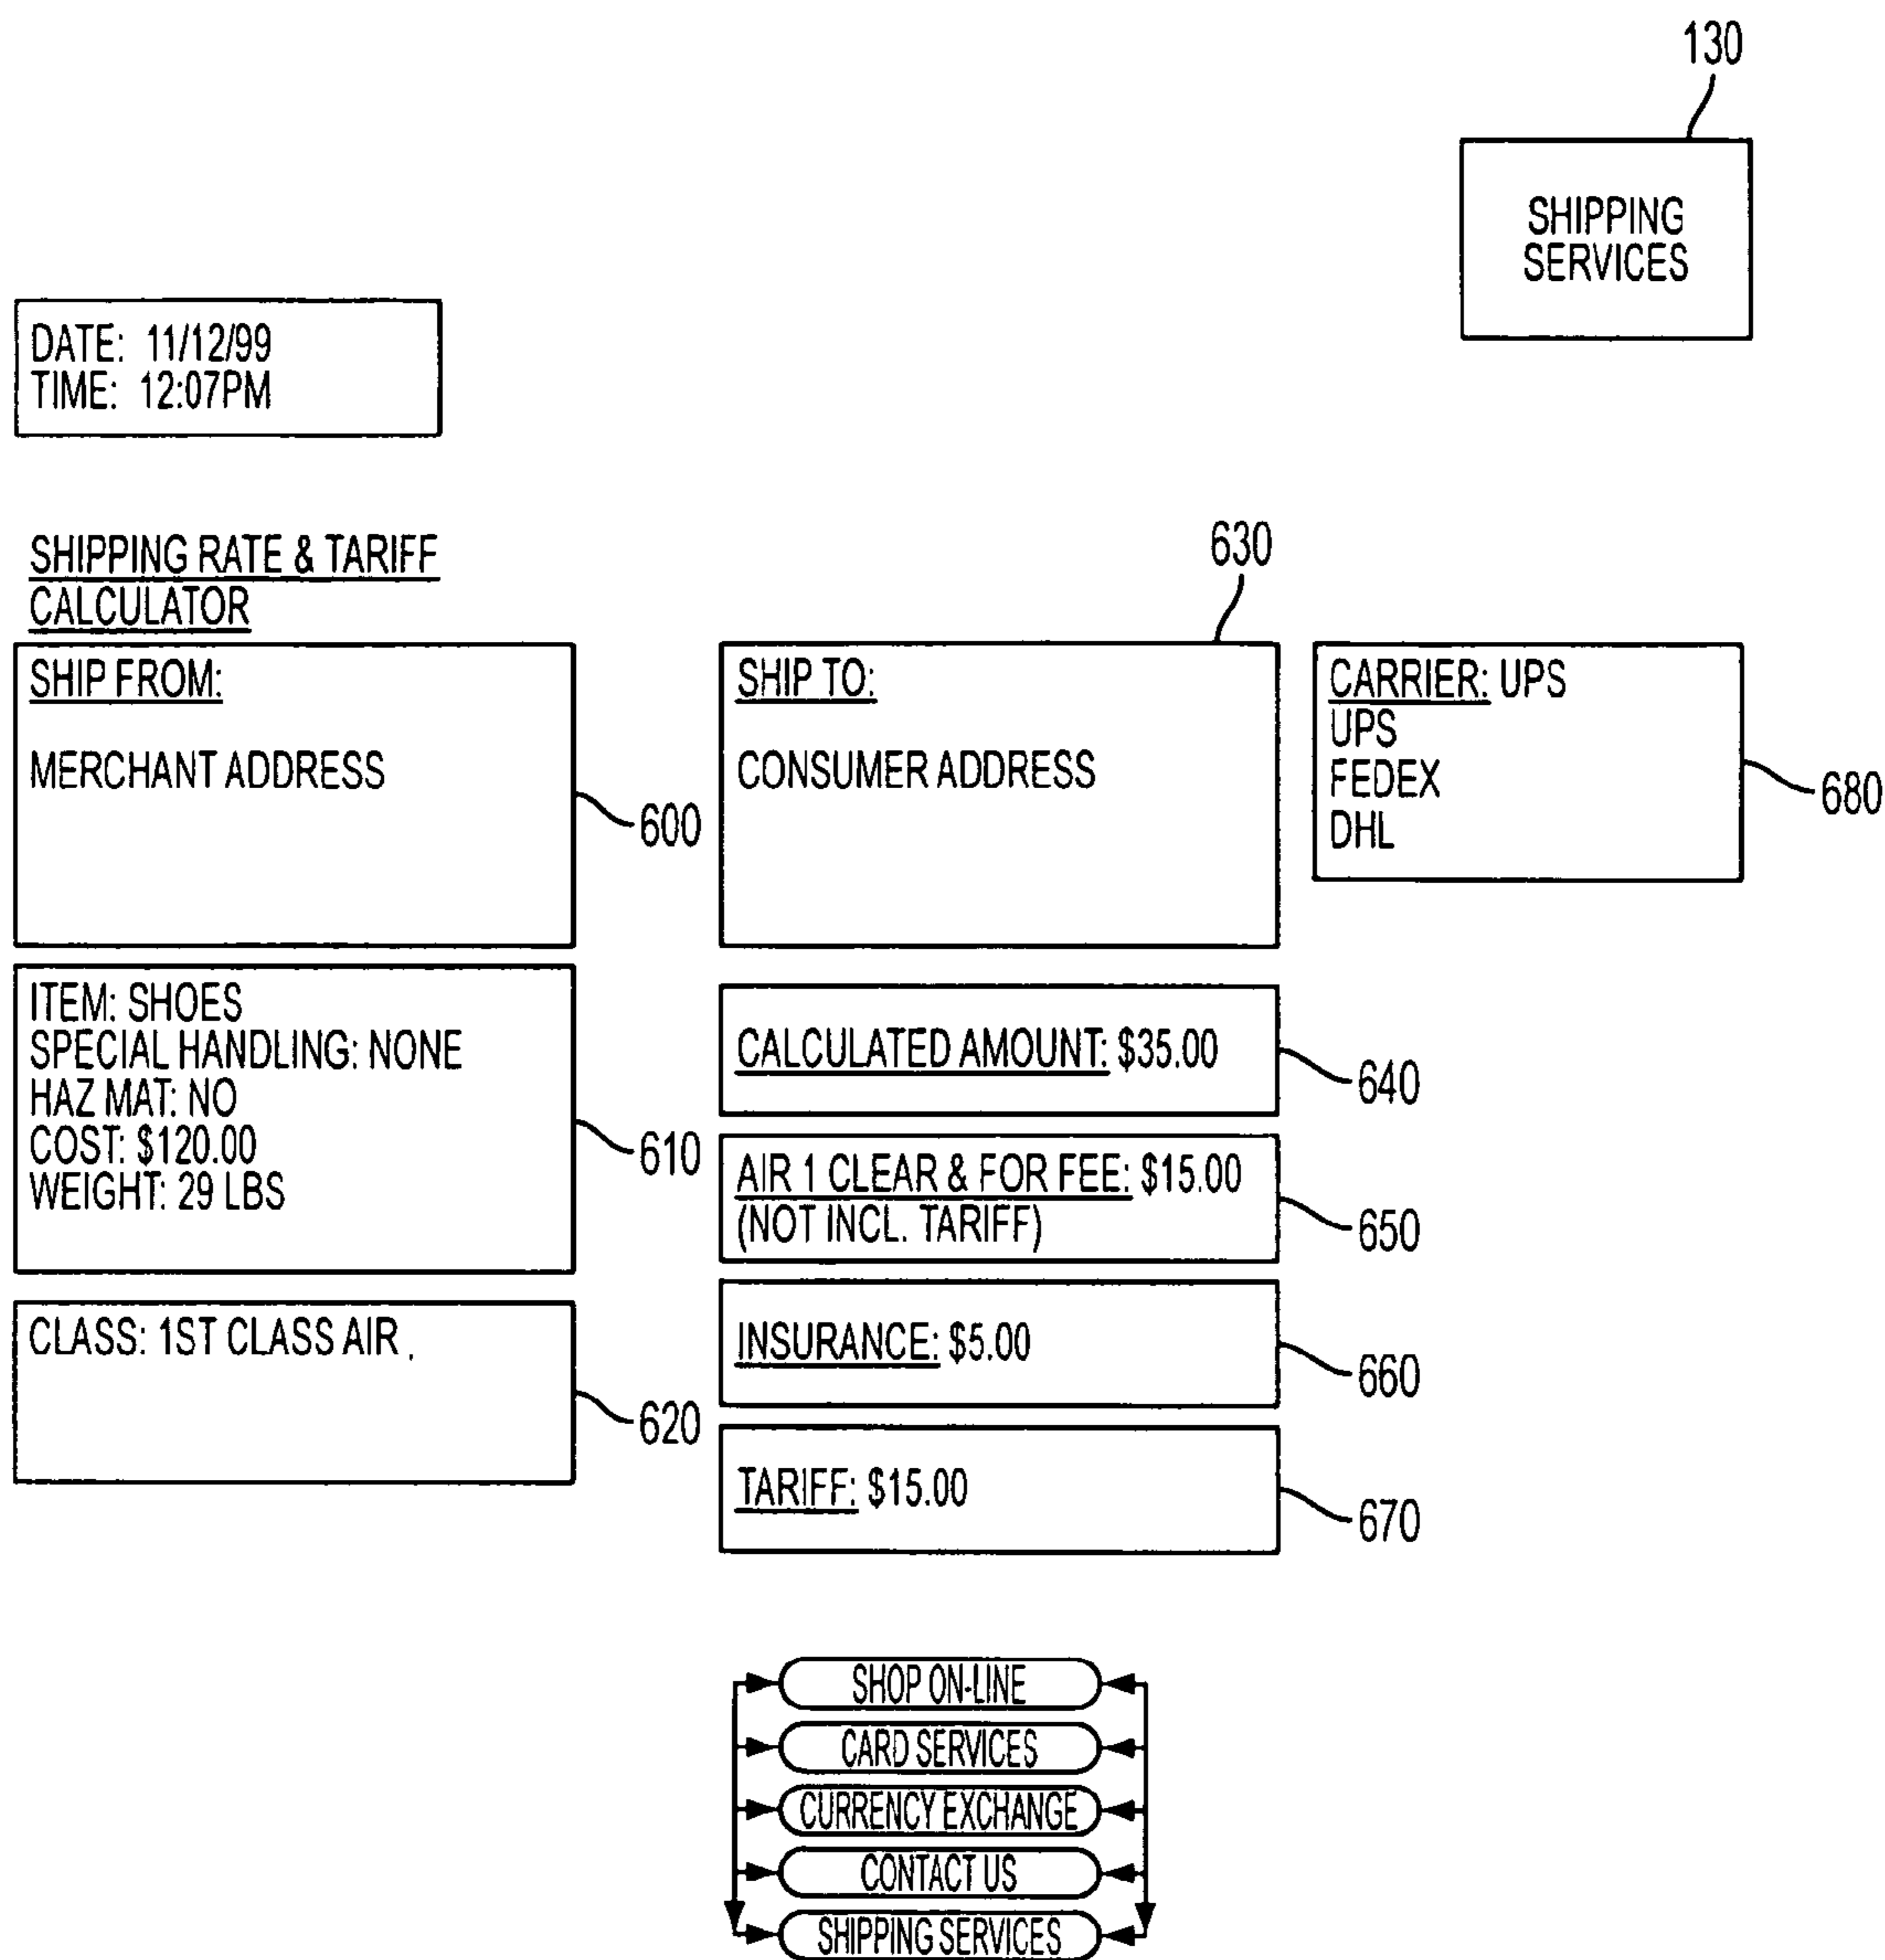 130
SHIPPING
SERVICES
DATE: 11/12/99
TIME: 12:07PM
SHIPPING RATE & TARIFF
CALCULATOR
SHIP FROM:
MERCHANT ADDRESS
600
630
SHIP TO:
CONSUMER ADDRESS
CARRIER: UPS
UPS
FEDEX
DHL
680
ITEM: SHOES
SPECIAL HANDLING: NONE
HAZ MAT: NO
COST: $120.00
WEIGHT: 29 LBS
610
CLASS: 1ST CLASS AIR
620
CALCULATED AMOUNT: $35.00
640
AIR 1 CLEAR & FOR FEE: $15.00
(NOT INCL. TARIFF)
650
INSURANCE: $5.00
660
TARIFF: $15.00
670
SHOP ON-LINE
CARD SERVICES
CURRENCY EXCHANGE
CONTACT US
SHIPPING SERVICES